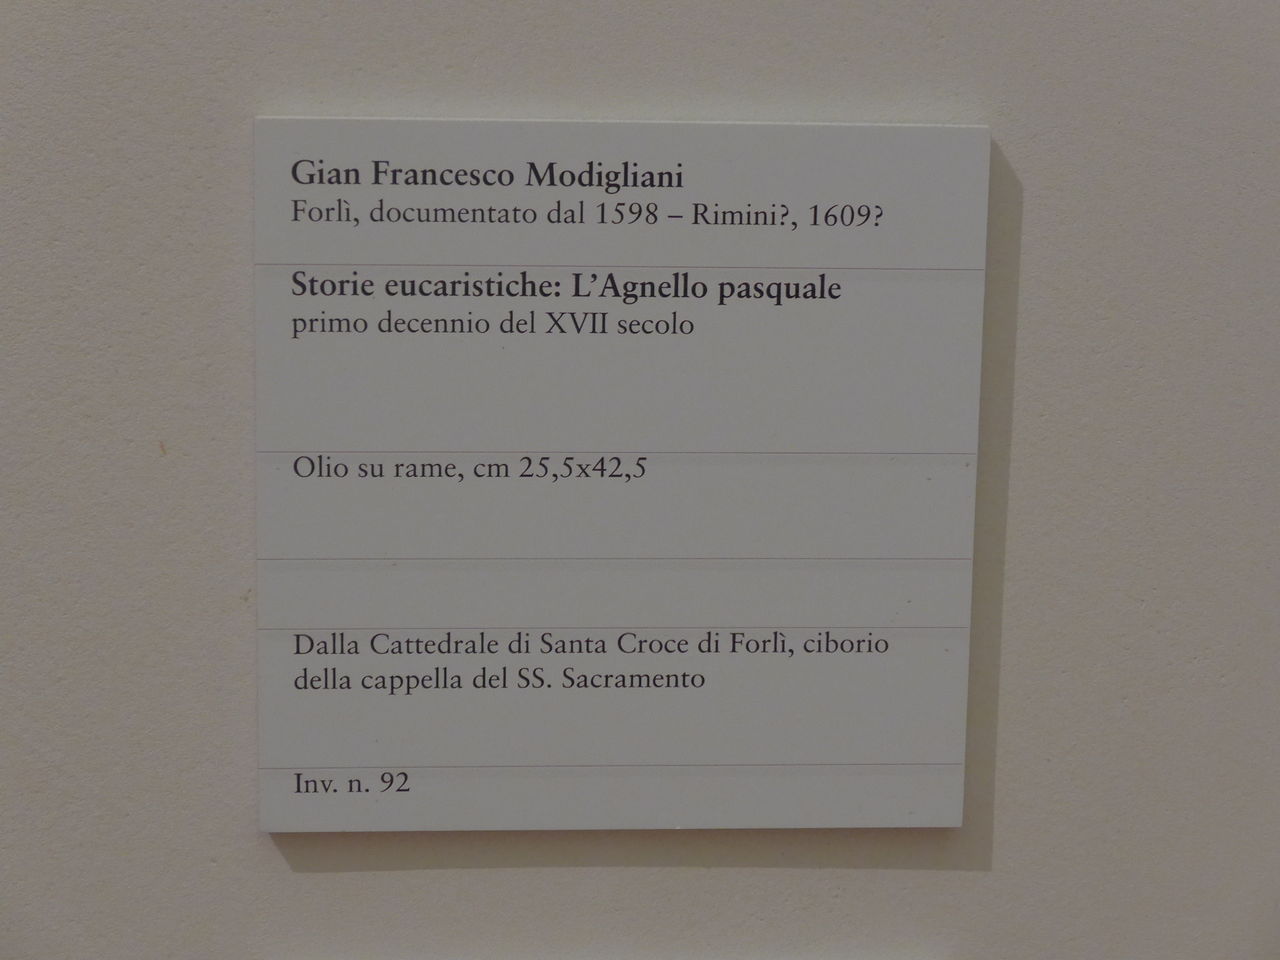 Gian Francesco Modigliani
Forlì, documentato dal 1598 – Rimini?, 1609?
Storie eucaristiche: L’Agnello pasquale
primo decennio del XVII secolo
Olio su rame, cm 25,5x42,5
Dalla Cattedrale di Santa Croce di Forlì, ciborio
della cappella del SS. Sacramento
Inv. n. 92